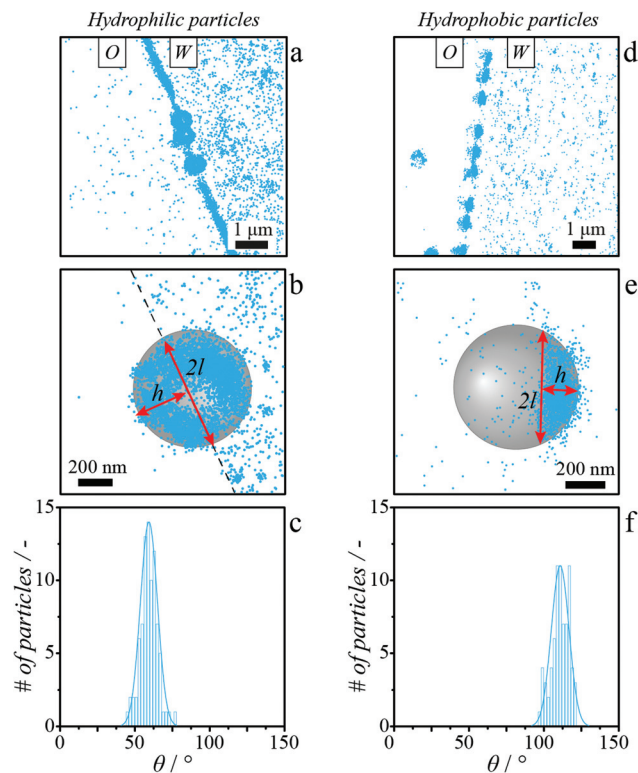 Hydrophilic particles
O W a
1 µm
b
2l
h
200 nm
c
15
10
5
0
0 50 100 150
# of particles / -
θ / °
Hydrophobic particles
O W d
1 µm
e
h
2l
200 nm
f
15
10
5
0
0 50 100 150
# of particles / -
θ / °